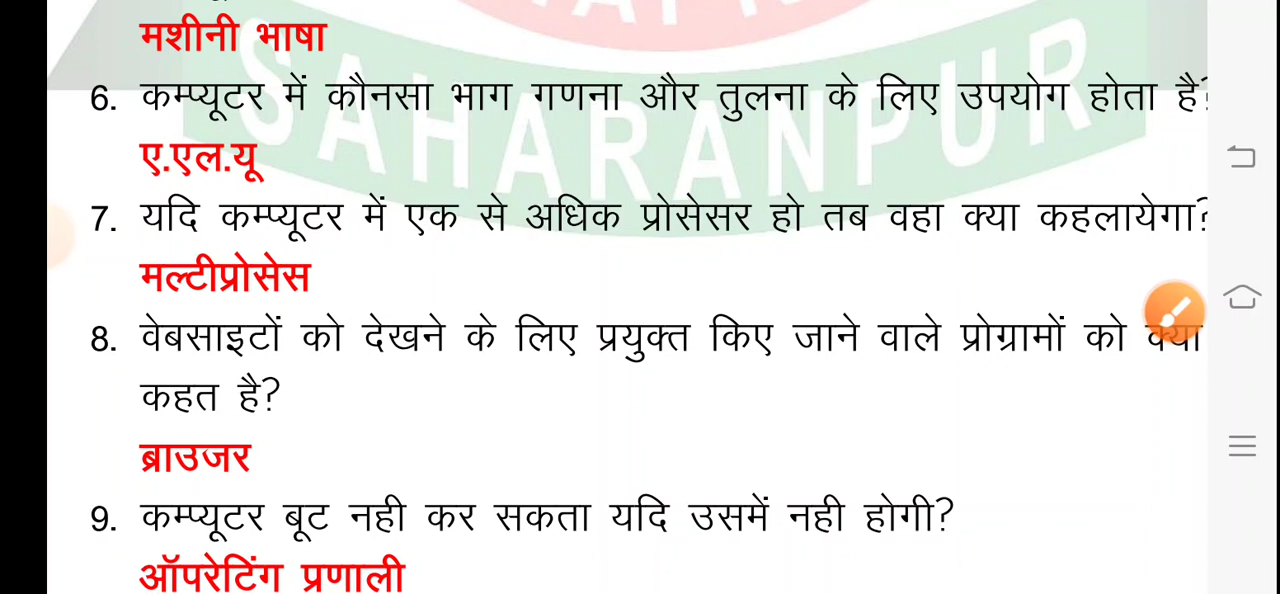 मशीनी भाषा
6. कम्प्यूटर में कौनसा भाग गणना और तुलना के लिए उपयोग होता है?
ए.एल.यू
7. यदि कम्प्यूटर में एक से अधिक प्रोसेसर हो तब वहा क्या कहलायेगा?
मल्टीप्रोसेस
8. वेबसाइटों को देखने के लिए प्रयुक्त किए जाने वाले प्रोग्रामों को क्या
कहत है?
ब्राउजर
9. कम्प्यूटर बूट नही कर सकता यदि उसमें नही होगी?
ऑपरेटिंग प्रणाली
SAHARANPUR